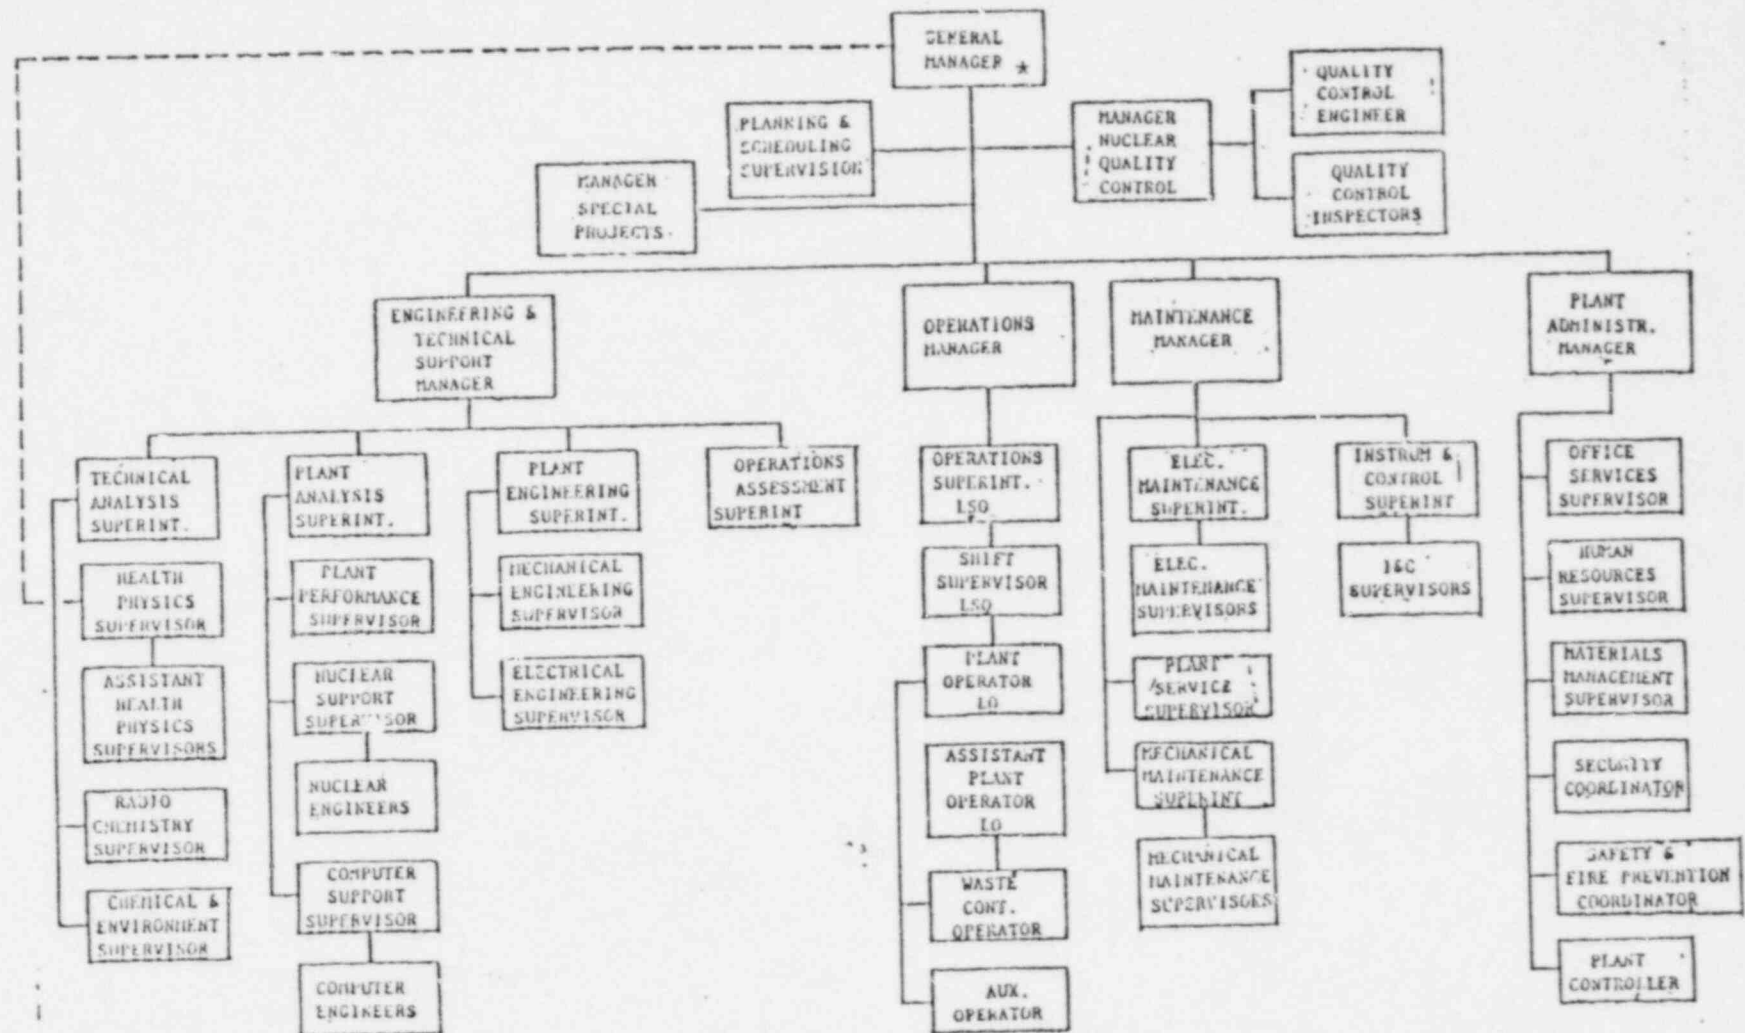 GENERAL
MANAGER *
PLANNING &
SCHEDULING
SUPERVISION
MANAGER
NUCLEAR
QUALITY
CONTROL
QUALITY
CONTROL
ENGINEER
QUALITY
CONTROL
INSPECTORS
MANAGER
SPECIAL
PROJECTS
ENGINEERING &
TECHNICAL
SUPPORT
MANAGER
OPERATIONS
MANAGER
MAINTENANCE
MANAGER
PLANT
ADMINISTR.
MANAGER
TECHNICAL
ANALYSIS
SUPERINT.
HEALTH
PHYSICS
SUPERVISOR
ASSISTANT
HEALTH
PHYSICS
SUPERVISORS
RADIO
CHEMISTRY
SUPERVISOR
CHEMICAL &
ENVIRONMENT
SUPERVISOR
PLANT
ANALYSIS
SUPERINT.
PLANT
PERFORMANCE
SUPERVISOR
NUCLEAR
SUPPORT
SUPERVISOR
NUCLEAR
ENGINEERS
COMPUTER
SUPPORT
SUPERVISOR
COMPUTER
ENGINEERS
PLANT
ENGINEERING
SUPERINT.
MECHANICAL
ENGINEERING
SUPERVISOR
ELECTRICAL
ENGINEERING
SUPERVISOR
OPERATIONS
ASSESSMENT
SUPERINT
OPERATIONS
SUPERINT.
LSO
SHIFT
SUPERVISOR
LSO
PLANT
OPERATOR
LO
ASSISTANT
PLANT
OPERATOR
LO
WASTE
CONT.
OPERATOR
AUX.
OPERATOR
ELEC.
MAINTENANCE
SUPERINT.
ELEC.
MAINTENANCE
SUPERVISORS
PLANT
SERVICE
SUPERVISOR
MECHANICAL
MAINTENANCE
SUPERINT
MECHANICAL
MAINTENANCE
SUPERVISORS
INSTRUM &
CONTROL
SUPERINT
I&C
SUPERVISORS
OFFICE
SERVICES
SUPERVISOR
HUMAN
RESOURCES
SUPERVISOR
MATERIALS
MANAGEMENT
SUPERVISOR
SECURITY
COORDINATOR
SAFETY &
FIRE PREVENTION
COORDINATOR
PLANT
CONTROLLER